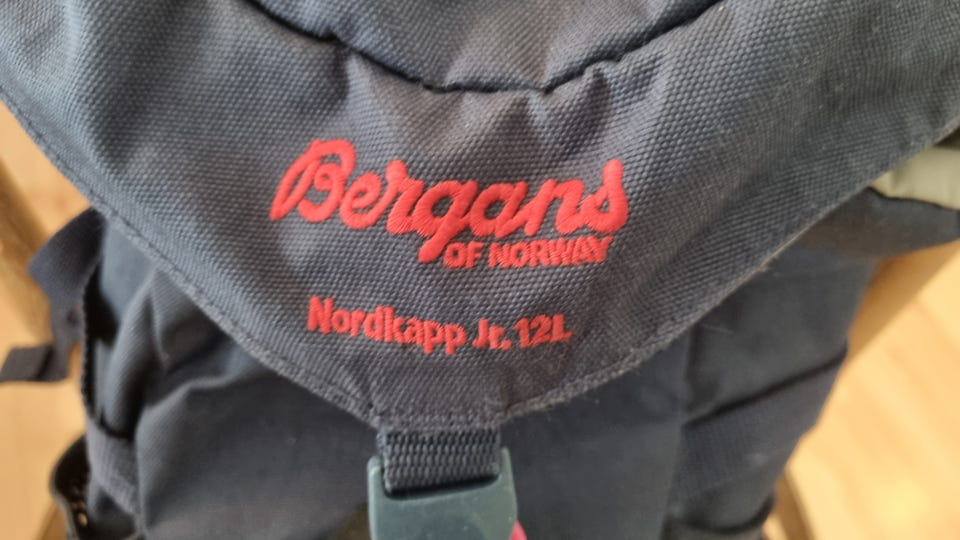 Bergans
OF NORWAY
Nordkapp Jr. 12L